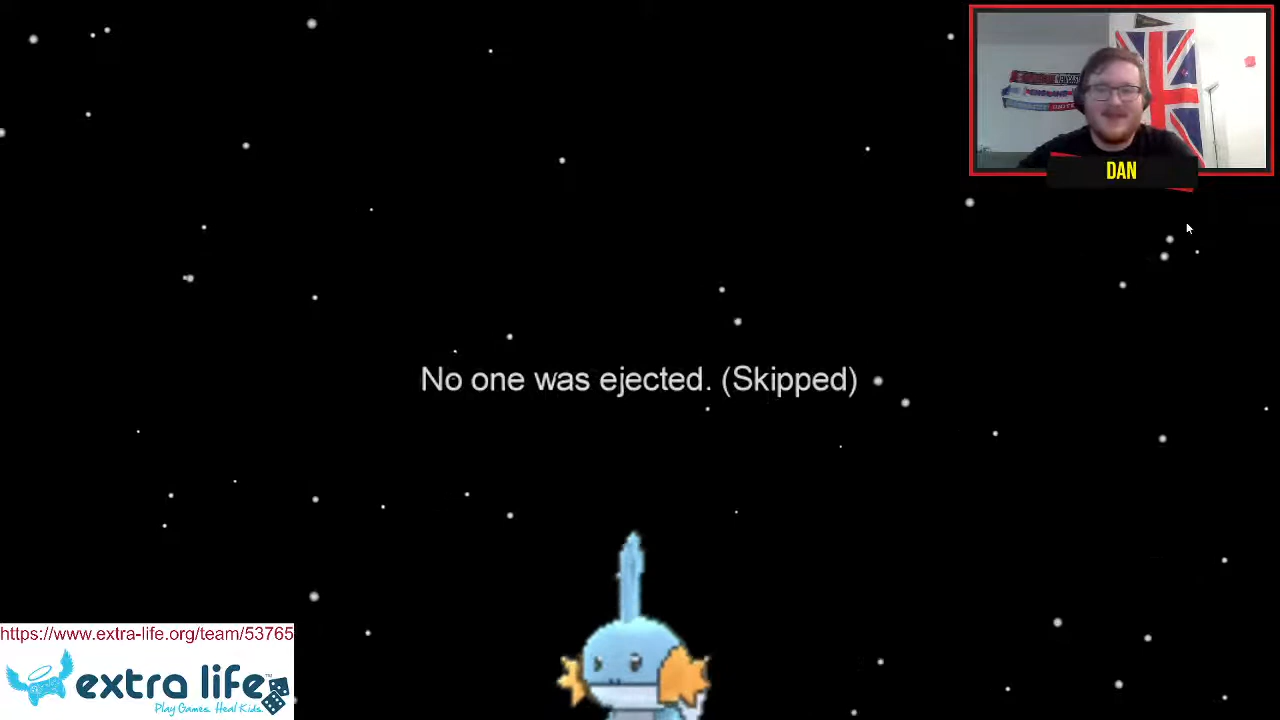 DAN
No one was ejected. (Skipped)
https://www.extra-life.org/team/53765
extra life
Play Games. Heal Kids.